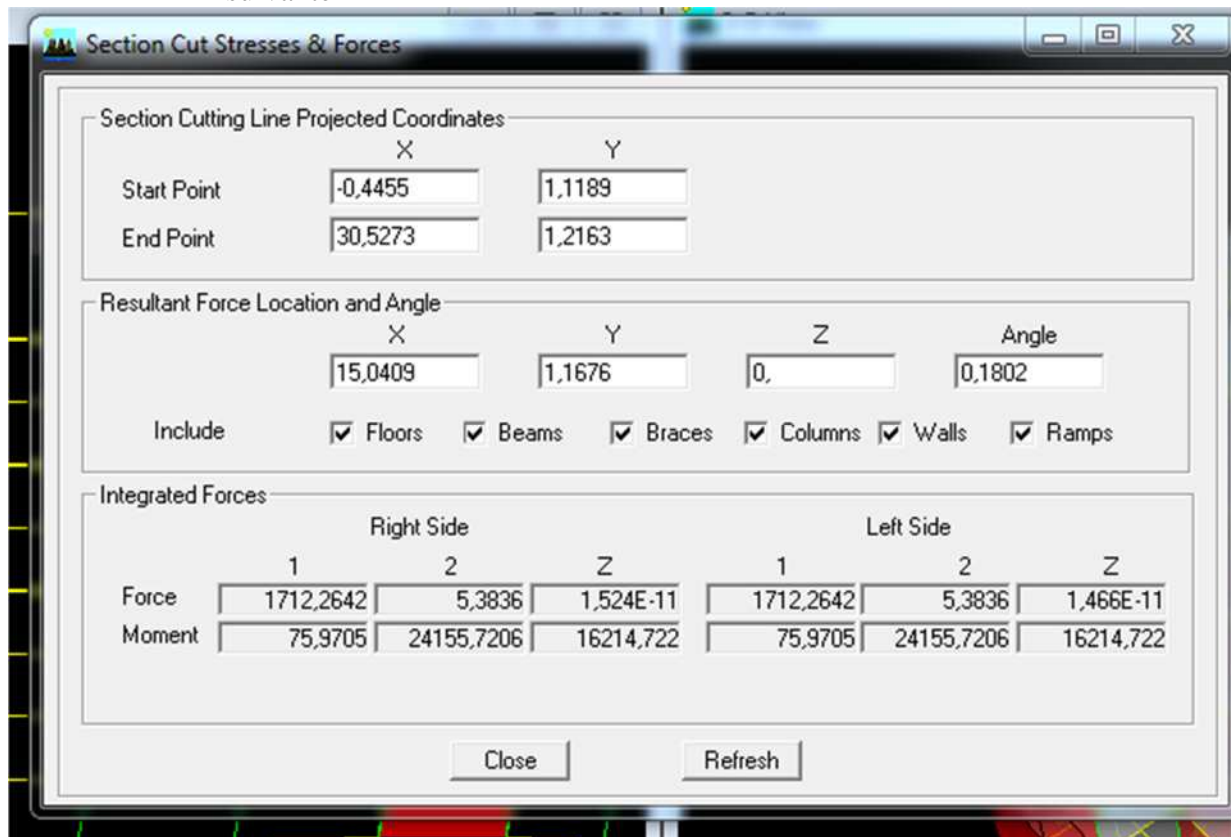 Section Cut Stresses & Forces
Section Cutting Line Projected Coordinates
X Y
Start Point -0,4455 1,1189
End Point 30,5273 1,2163
Resultant Force Location and Angle
X Y Z Angle
15,0409 1,1676 0, 0,1802
Include Floors Beams Braces Columns Walls Ramps
Integrated Forces
Right Side Left Side
1 2 Z 1 2 Z
Force 1712,2642 5,3836 1,524E-11 1712,2642 5,3836 1,466E-11
Moment 75,9705 24155,7206 16214,722 75,9705 24155,7206 16214,722
Close Refresh